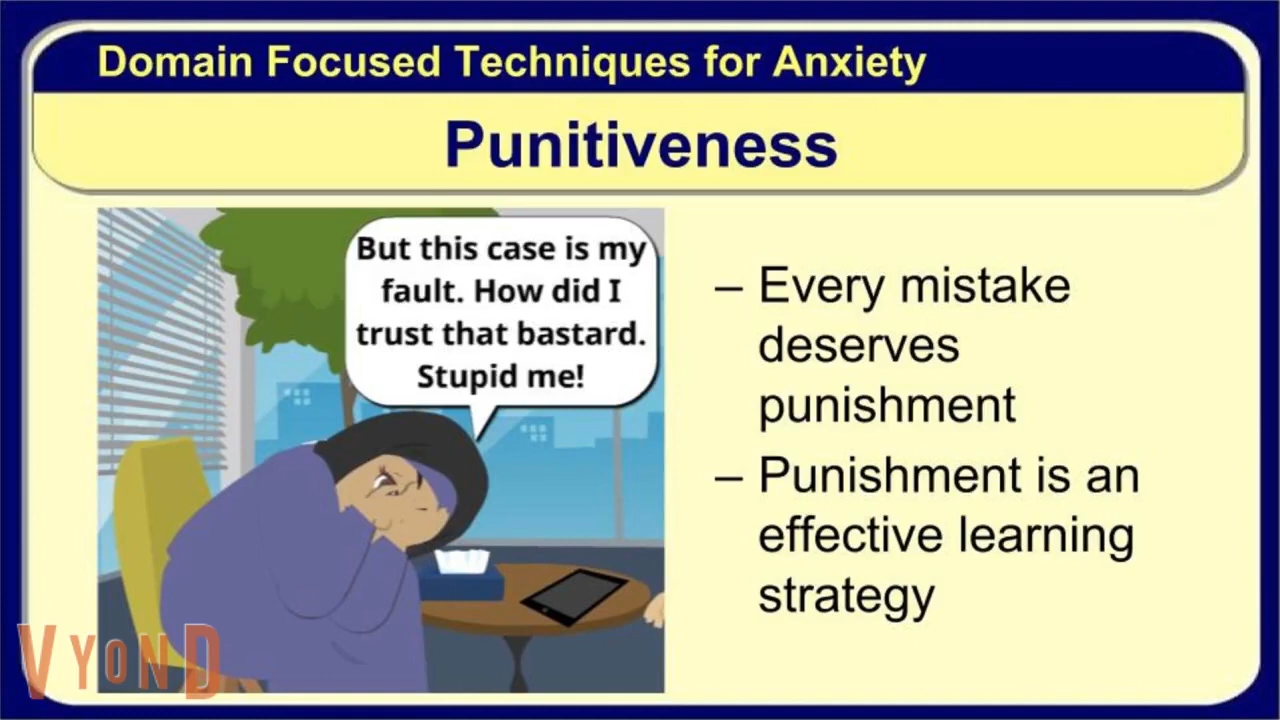 Domain Focused Techniques for Anxiety
Punitiveness
But this case is my
fault. How did I
trust that bastard.
Stupid me!
– Every mistake
deserves
punishment
– Punishment is an
effective learning
strategy
VYOND